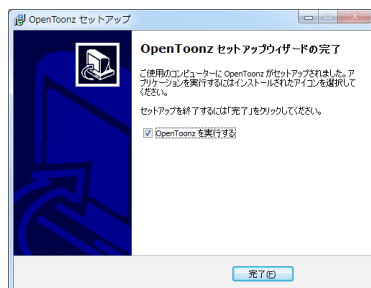 OpenToonz セットアップ
OpenToonz セットアップウィザードの完了
ご使用のコンピューターに OpenToonz がセットアップされました。ア
プリケーションを実行するにはインストールされたアイコンを選択して
ください。
セットアップを終了するには「完了」をクリックしてください。
OpenToonz を実行する
完了(F)